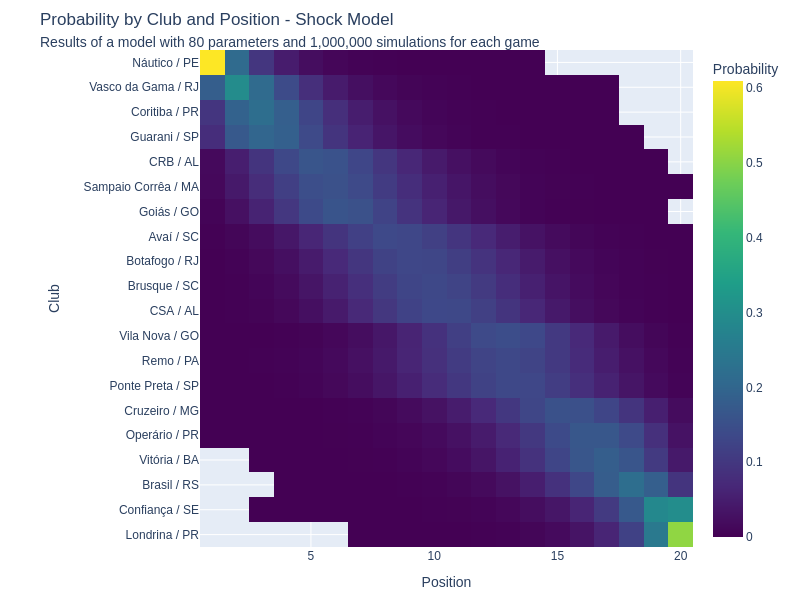 Probability by Club and Position - Shock Model
Results of a model with 80 parameters and 1,000,000 simulations for each game
Probability
Náutico / PE
Vasco da Gama / RJ
Coritiba / PR
Guarani / SP
CRB / AL
Sampaio Corrêa / MA
Goiás / GO
Avaí / SC
Botafogo / RJ
Brusque / SC
CSA / AL
Vila Nova / GO
Remo / PA
Ponte Preta / SP
Cruzeiro / MG
Operário / PR
Vitória / BA
Brasil / RS
Confiança / SE
Londrina / PR
Club
5
10
15
20
Position
0.6
0.5
0.4
0.3
0.2
0.1
0